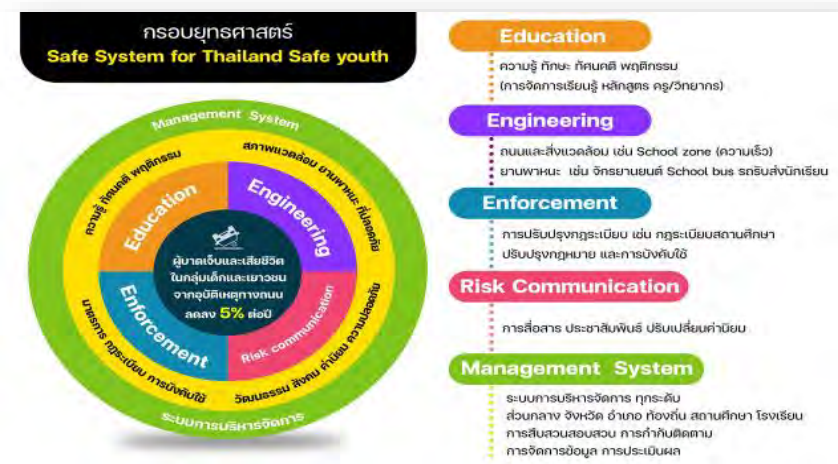 กรอบยุทธศาสตร์
Safe System for Thailand Safe youth
Management System
ความรู้ ทัศนคติ พฤติกรรม
สภาพแวดล้อม ยานพาหนะ ที่ปลอดภัย
Education
Engineering
ผู้บาดเจ็บและเสียชีวิต
ในกลุ่มเด็กและเยาวชน
จากอุบัติเหตุทางถนน
ลดลง 5% ต่อปี
Enforcement
Risk communication
มาตรการ กฎระเบียบ การบังคับใช้
วัฒนธรรม สังคม ค่านิยม ความปลอดภัย
ระบบการบริหารจัดการ
Education
ความรู้ ทักษะ ทัศนคติ พฤติกรรม
(การจัดการเรียนรู้ หลักสูตร ครู/วิทยากร)
Engineering
ถนนและสิ่งแวดล้อม เช่น School zone (ความเร็ว)
ยานพาหนะ เช่น จักรยานยนต์ School bus รถรับส่งนักเรียน
Enforcement
การปรับปรุงกฎระเบียบ เช่น กฎระเบียบสถานศึกษา
ปรับปรุงกฎหมาย และการบังคับใช้
Risk Communication
การสื่อสาร ประชาสัมพันธ์ ปรับเปลี่ยนค่านิยม
Management System
ระบบการบริหารจัดการ ทุกระดับ
ส่วนกลาง จังหวัด อำเภอ ท้องถิ่น สถานศึกษา โรงเรียน
การสืบสวนสอบสวน การกำกับติดตาม
การจัดการข้อมูล การประเมินผล